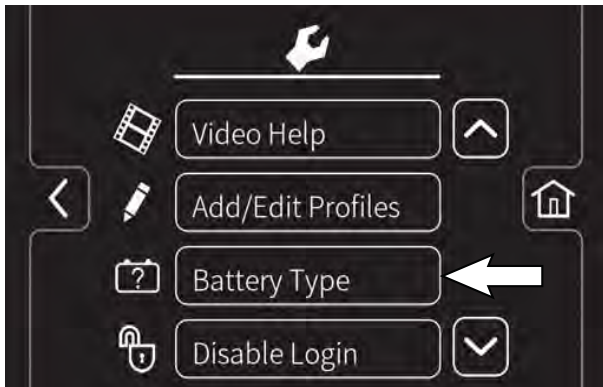 Video Help
Add/Edit Profiles
?
Battery Type
Disable Login